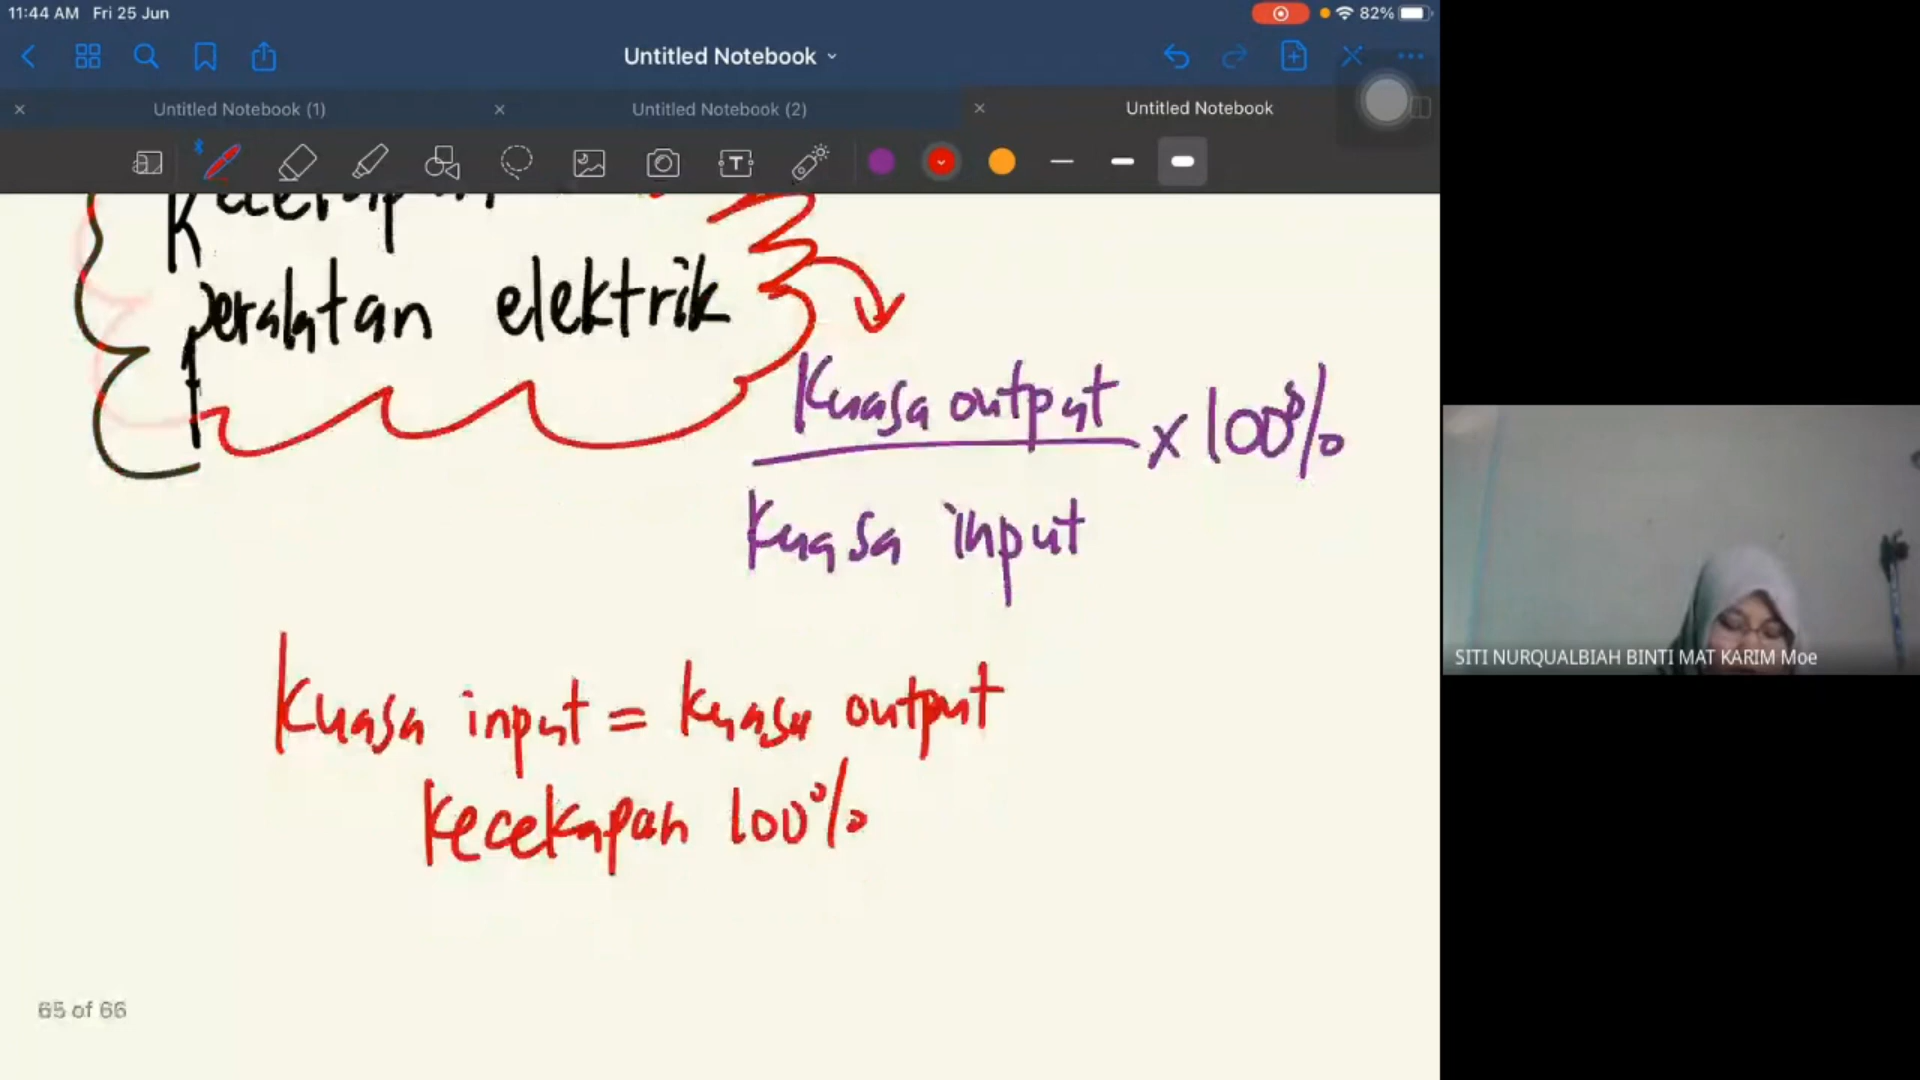 11:44 AM Fri 25 Jun
82%
Untitled Notebook
Untitled Notebook (1)
Untitled Notebook (2)
Untitled Notebook
T
peralatan elektrik
Kuasa output
x 100%
Kuasa input
Kuasa input = Kuasa output
Kecekapan 100%
65 of 66
SITI NURQUALBIAH BINTI MAT KARIM Moe